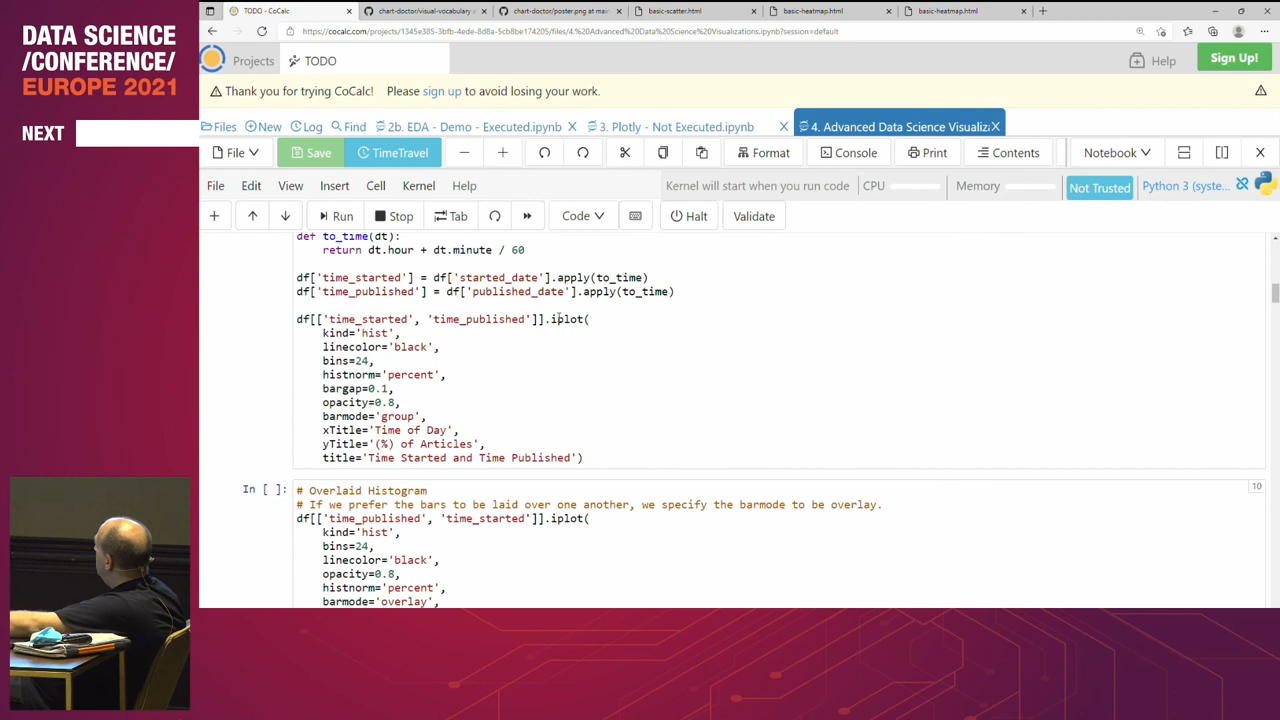 DATA SCIENCE
/CONFERENCE/
EUROPE 2021
NEXT
TODO - CoCalc
chart-doctor/visual-vocabulary a
chart-doctor/poster.png at mai
basic-scatter.html
basic-heatmap.html
basic-heatmap.html
https://cocalc.com/projects/1345e385-3bfb-4ede-8d8a-5cb8be174205/files/4.%20Advanced%20Data%20Science%20Visualizations.ipynb?session=default
Projects
TODO
Help
Sign Up!
Thank you for trying CoCalc! Please sign up to avoid losing your work.
Files
New
Log
Find
2b. EDA - Demo - Executed.ipynb
3. Plotly - Not Executed.ipynb
4. Advanced Data Science Visualiz
File
Save
TimeTravel
Format
Console
Print
Contents
Notebook
File Edit View Insert Cell Kernel Help
Kernel will start when you run code
CPU
Memory
Not Trusted
Python 3 (syste...
Run
Stop
Tab
Code
Halt
Validate
def to_time(dt):
return dt.hour + dt.minute / 60
df['time_started'] = df['started_date'].apply(to_time)
df['time_published'] = df['published_date'].apply(to_time)
df[['time_started', 'time_published']].iplot(
kind='hist',
linecolor='black',
bins=24,
histnorm='percent',
bargap=0.1,
opacity=0.8,
barmode='group',
xTitle='Time of Day',
yTitle='(%) of Articles',
title='Time Started and Time Published')
In [ ]:
10
# Overlaid Histogram
# If we prefer the bars to be laid over one another, we specify the barmode to be overlay.
df[['time_published', 'time_started']].iplot(
kind='hist',
bins=24,
linecolor='black',
opacity=0.8,
histnorm='percent',
barmode='overlay',